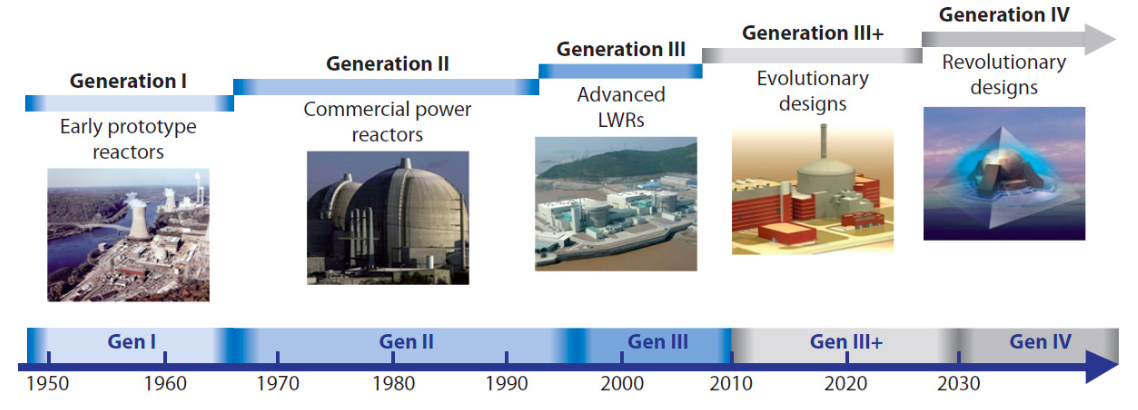 Generation I
Early prototype
reactors
Generation II
Commercial power
reactors
Generation III
Advanced
LWRs
Generation III+
Evolutionary
designs
Generation IV
Revolutionary
designs
Gen I
Gen II
Gen III
Gen III+
Gen IV
1950
1960
1970
1980
1990
2000
2010
2020
2030